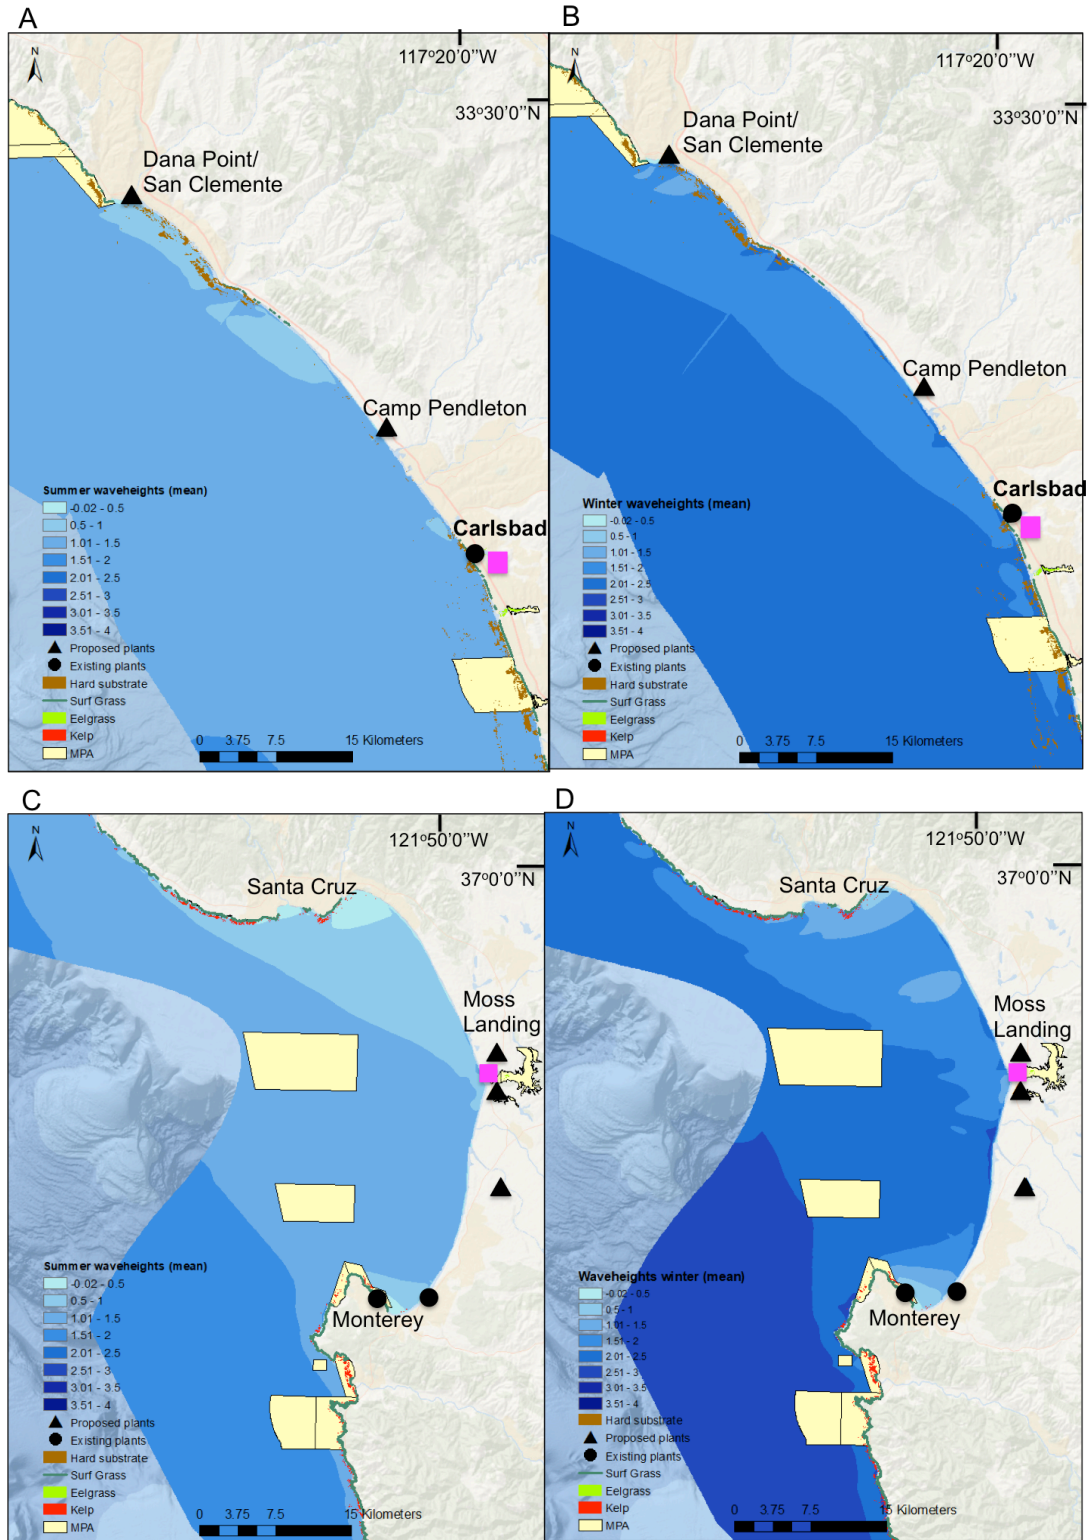 A
N
117°20'0''W
33°30'0''N
Dana Point/
San Clemente
Camp Pendleton
Carlsbad
Summer waveheights (mean)
-0.02 - 0.5
0.5 - 1
1.01 - 1.5
1.51 - 2
2.01 - 2.5
2.51 - 3
3.01 - 3.5
3.51 - 4
Proposed plants
Existing plants
Hard substrate
Surf Grass
Eelgrass
Kelp
MPA
0 3.75 7.5 15 Kilometers
B
N
117°20'0''W
33°30'0''N
Dana Point/
San Clemente
Camp Pendleton
Carlsbad
Winter waveheights (mean)
-0.02 - 0.5
0.5 - 1
1.01 - 1.5
1.51 - 2
2.01 - 2.5
2.51 - 3
3.01 - 3.5
3.51 - 4
Proposed plants
Existing plants
Hard substrate
Surf Grass
Eelgrass
Kelp
MPA
0 3.75 7.5 15 Kilometers
C
N
121°50'0''W
37°0'0''N
Santa Cruz
Moss
Landing
Monterey
Summer waveheights (mean)
-0.02 - 0.5
0.5 - 1
1.01 - 1.5
1.51 - 2
2.01 - 2.5
2.51 - 3
3.01 - 3.5
3.51 - 4
Proposed plants
Existing plants
Hard substrate
Surf Grass
Eelgrass
Kelp
MPA
0 3.75 7.5 15 Kilometers
D
N
121°50'0''W
37°0'0''N
Santa Cruz
Moss
Landing
Monterey
Waveheights winter (mean)
-0.02 - 0.5
0.5 - 1
1.01 - 1.5
1.51 - 2
2.01 - 2.5
2.51 - 3
3.01 - 3.5
3.51 - 4
Hard substrate
Proposed plants
Existing plants
Surf Grass
Eelgrass
Kelp
MPA
0 3.75 7.5 15 Kilometers